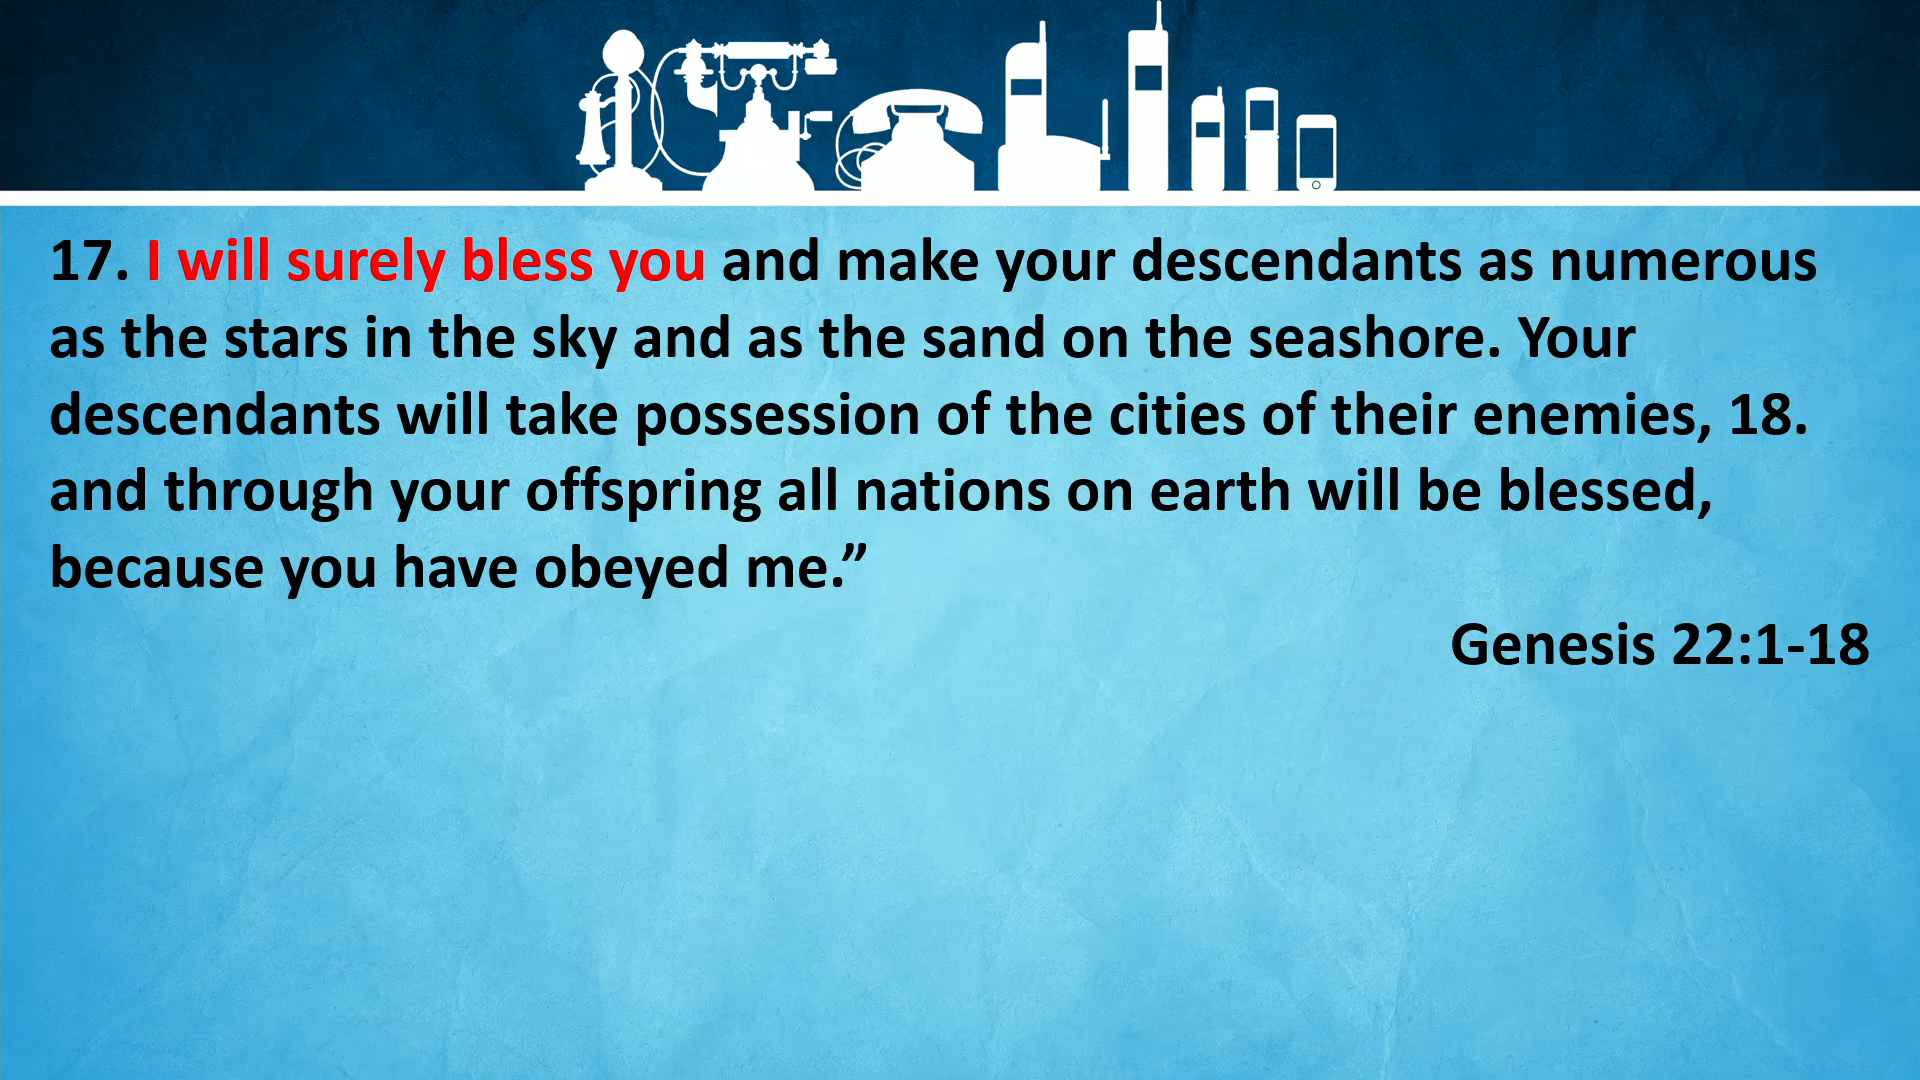 17. I will surely bless you and make your descendants as numerous
as the stars in the sky and as the sand on the seashore. Your
descendants will take possession of the cities of their enemies, 18.
and through your offspring all nations on earth will be blessed,
because you have obeyed me.”
Genesis 22:1-18